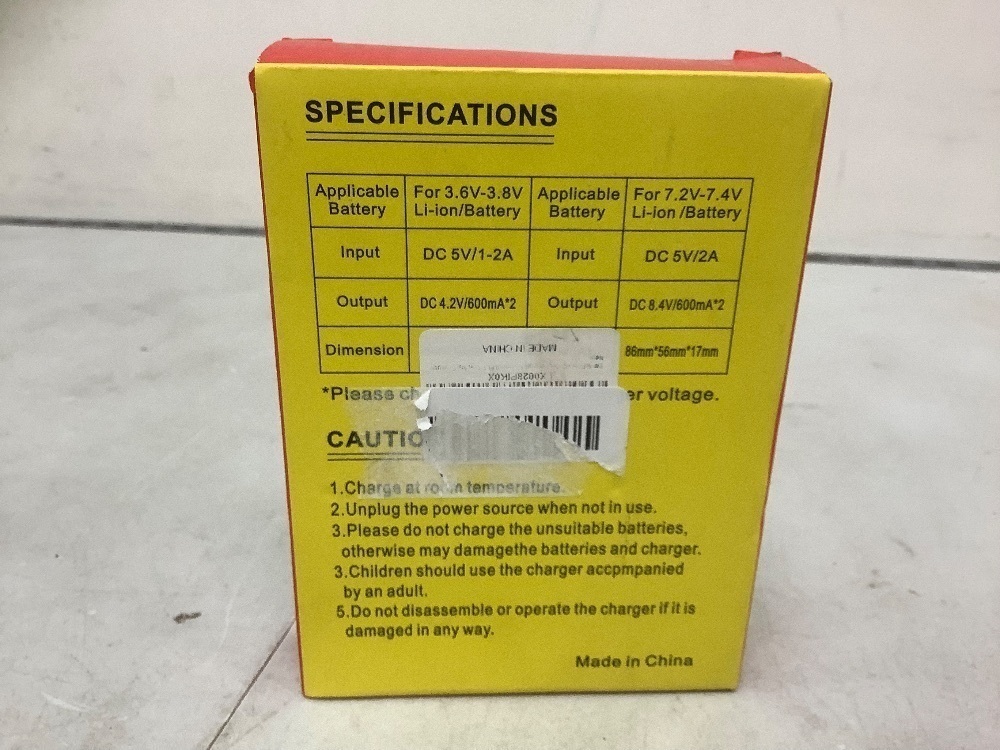 SPECIFICATIONS
Applicable Battery For 3.6V-3.8V Li-ion/Battery Applicable Battery For 7.2V-7.4V Li-ion /Battery
Input DC 5V/1-2A Input DC 5V/2A
Output DC 4.2V/600mA*2 Output DC 8.4V/600mA*2
Dimension 86mm*56mm*17mm
MADE IN CHINA
*Please voltage.
1.Charge at room temperature.
2.Unplug the power source when not in use.
3.Please do not charge the unsuitable batteries,
otherwise may damagethe batteries and charger.
3.Children should use the charger accpmpanied
by an adult.
5.Do not disassemble or operate the charger if it is
damaged in any way.
Made in China